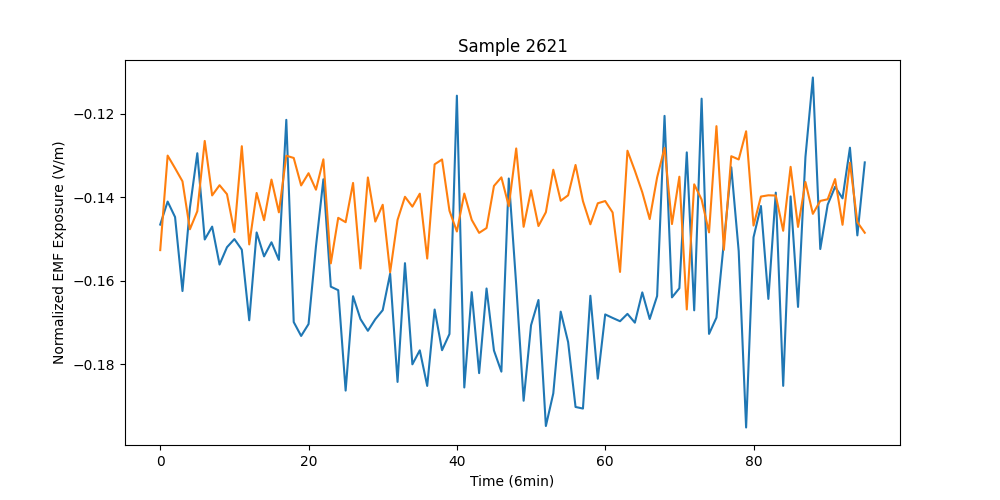 Sample 2621
Normalized EMF Exposure (V/m)
−0.12
−0.14
−0.16
−0.18
0 20 40 60 80
Time (6min)